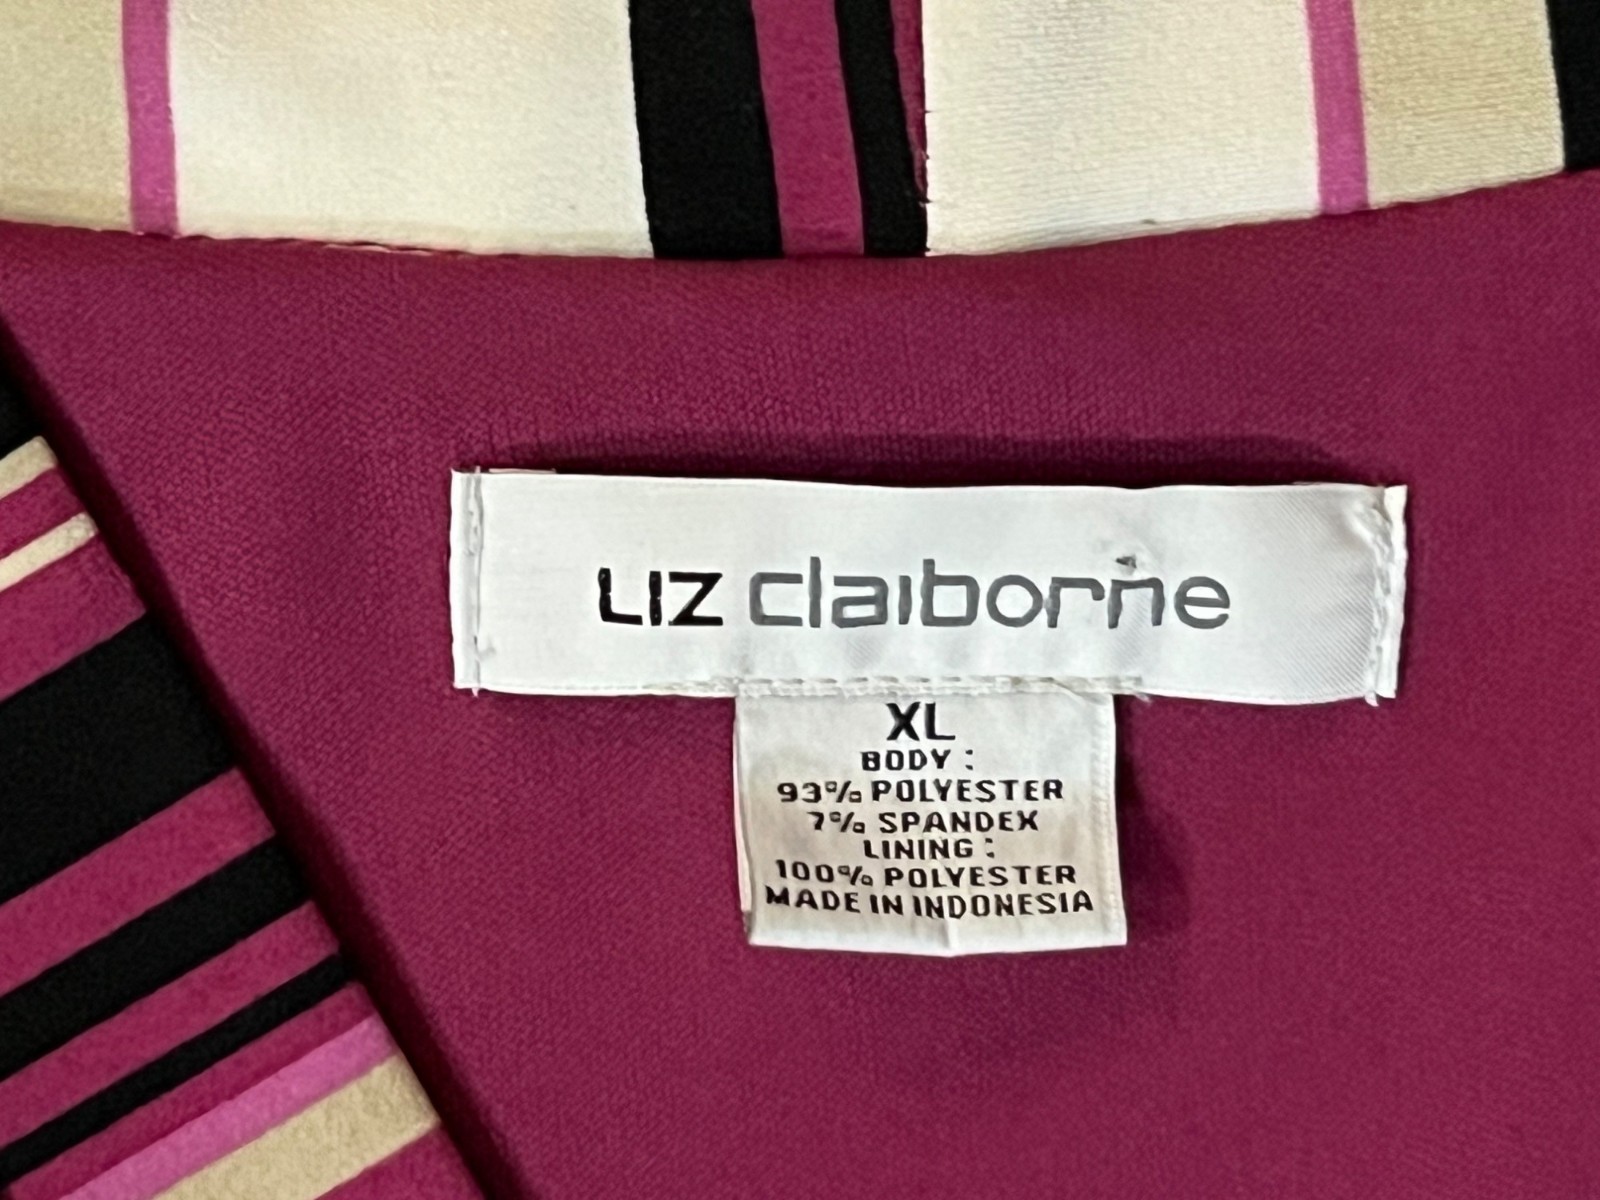 LIZ claiborne
XL
BODY :
93% POLYESTER
7% SPANDEX
LINING :
100% POLYESTER
MADE IN INDONESIA